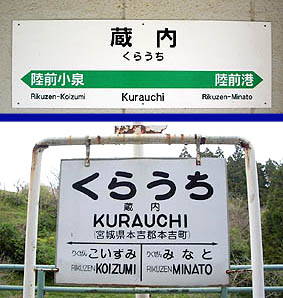 蔵内
くらうち
陸前小泉 陸前港
Rikuzen-Koizumi Kurauchi Rikuzen-Minato
くらうち
蔵内
KURAUCHI
(宮城県本吉郡本吉町)
りくぜん こいずみ りくぜん みなと
RIKUZEN KOIZUMI RIKUZEN MINATO